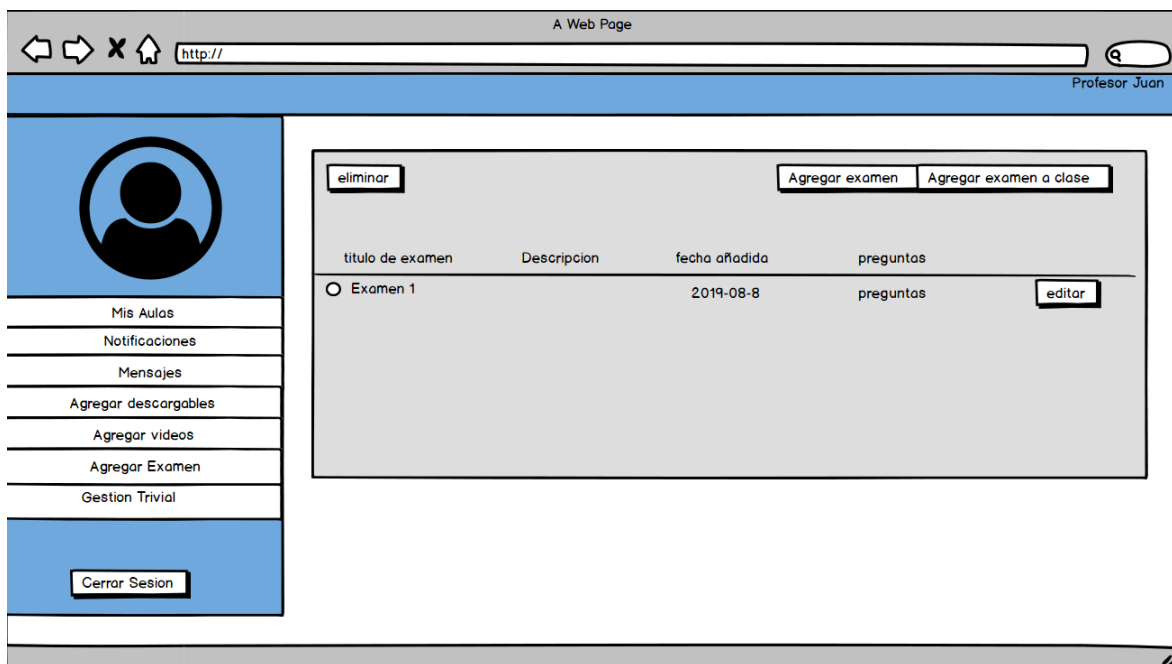 A Web Page
http://
Profesor Juan
eliminar
Agregar examen
Agregar examen a clase
titulo de examen
Descripcion
fecha añadida
preguntas
Examen 1
2019-08-8
preguntas
editar
Mis Aulas
Notificaciones
Mensajes
Agregar descargables
Agregar videos
Agregar Examen
Gestion Trivial
Cerrar Sesion